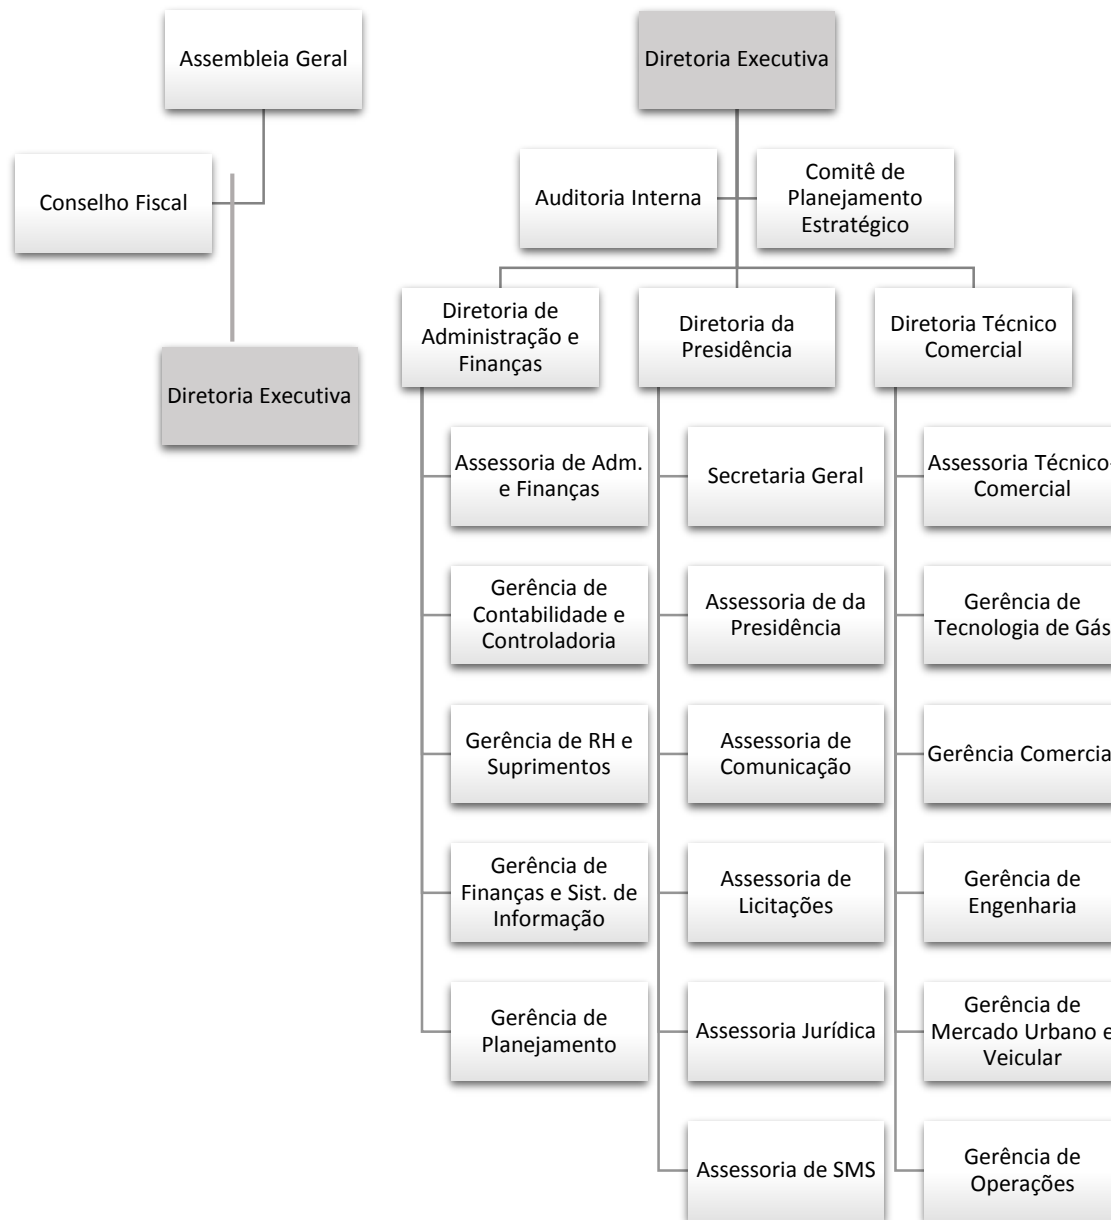 Assembleia Geral
Conselho Fiscal
Diretoria Executiva
Diretoria Executiva
Auditoria Interna
Comitê de
Planejamento
Estratégico
Diretoria de
Administração e
Finanças
Assessoria de Adm.
e Finanças
Gerência de
Contabilidade e
Controladoria
Gerência de RH e
Suprimentos
Gerência de
Finanças e Sist. de
Informação
Gerência de
Planejamento
Diretoria da
Presidência
Secretaria Geral
Assessoria de da
Presidência
Assessoria de
Comunicação
Assessoria de
Licitações
Assessoria Jurídica
Assessoria de SMS
Diretoria Técnico
Comercial
Assessoria Técnico-
Comercial
Gerência de
Tecnologia de Gás
Gerência Comercia
Gerência de
Engenharia
Gerência de
Mercado Urbano e
Veicular
Gerência de
Operações